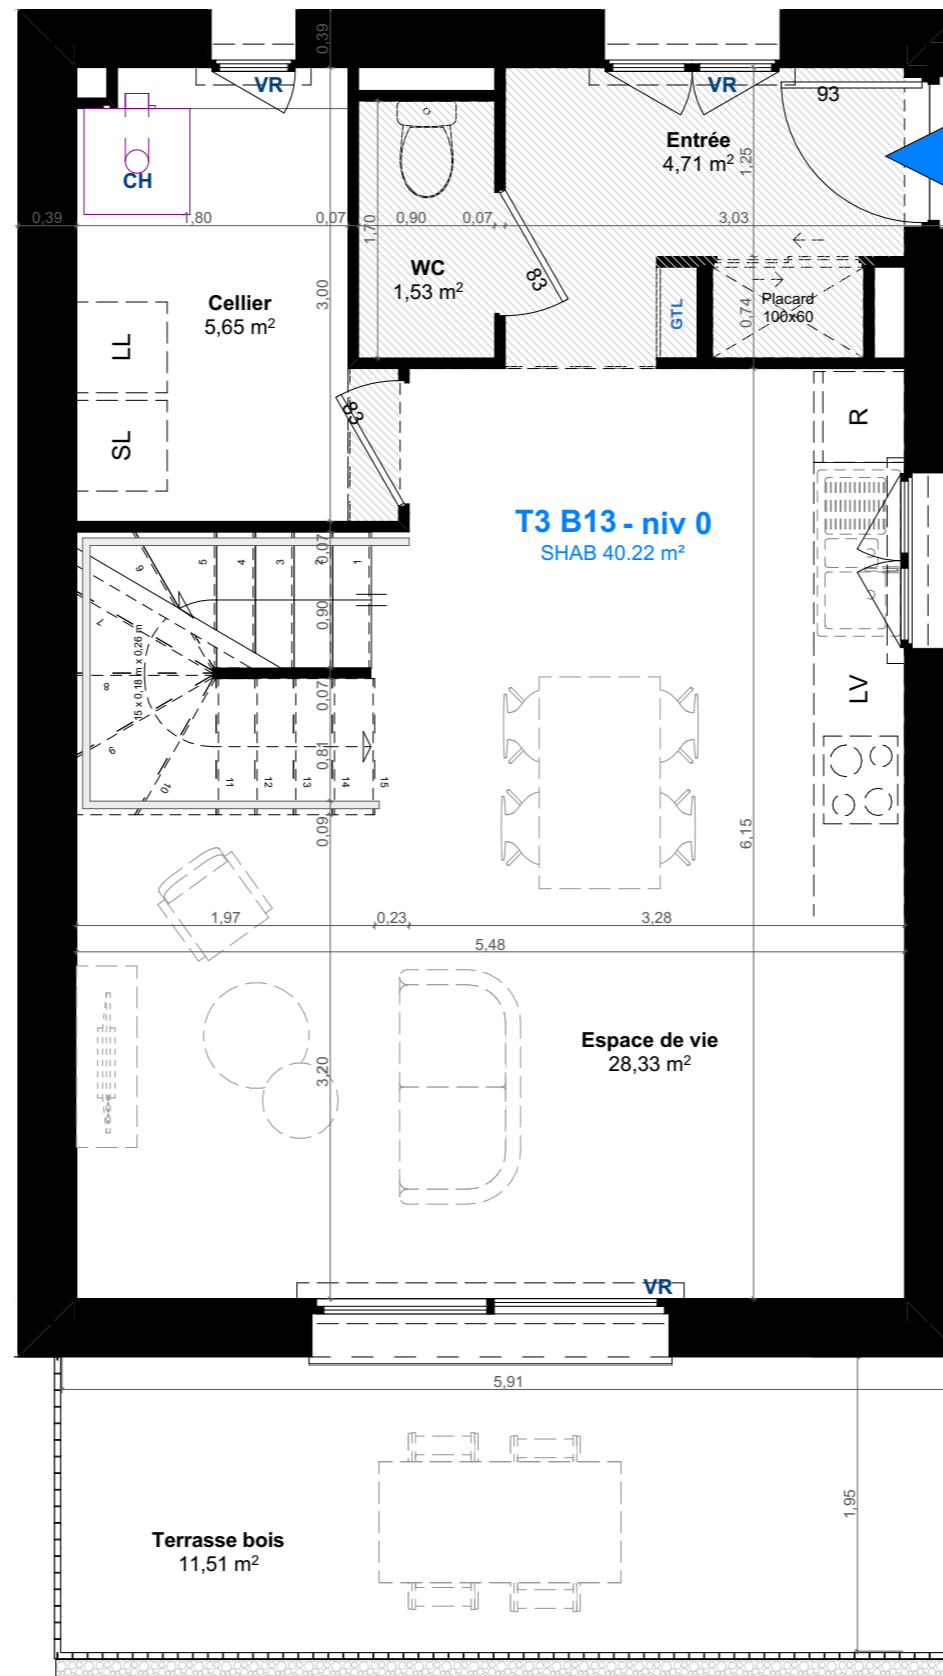 0,39
VR
VR
93
Entrée
4,71 m²
1,25
CH
0,39
1,80
0,07
0,90
0,07
3,03
1,70
WC
1,53 m²
83
3,00
Cellier
5,65 m²
GTL
0,74
Placard
100x60
LL
SL
83
R
T3 B13 - niv 0
SHAB 40.22 m²
0,07
6
5
4
3
2
1
0,90
7
15 x 0,18 m x 0,26 m
8
0,07
LV
9
0,81
10
11
12
13
14
15
0,09
6,15
1,97
0,23
3,28
5,48
Espace de vie
28,33 m²
3,20
VR
5,91
1,95
Terrasse bois
11,51 m²